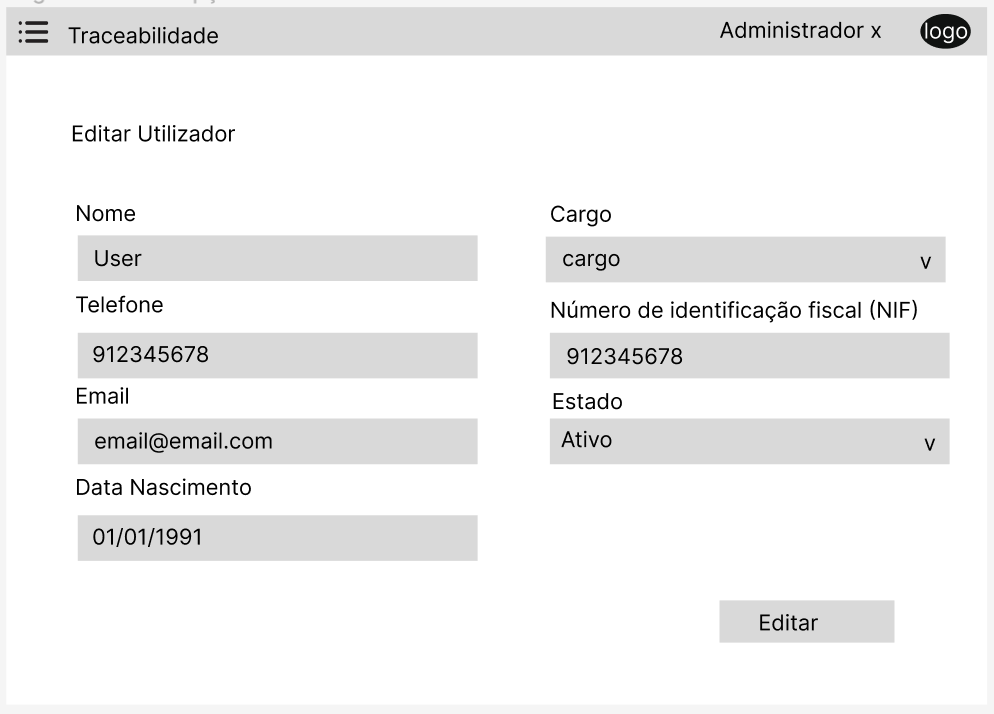 Traceabilidade
Administrador x
logo
Editar Utilizador
Nome
User
Telefone
912345678
Email
email@email.com
Data Nascimento
01/01/1991
Cargo
cargo v
Número de identificação fiscal (NIF)
912345678
Estado
Ativo v
Editar